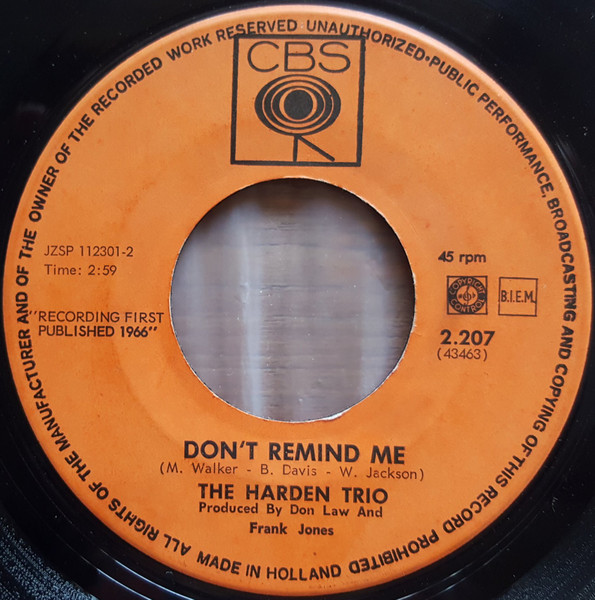 ALL RIGHTS OF THE MANUFACTURER AND OF THE OWNER OF THE RECORDED WORK RESERVED UNAUTHORIZED·PUBLIC PERFORMANCE, BROADCASTING AND COPYING OF THIS RECORD PROHIBITED
CBS
JZSP 112301-2
Time: 2:59
"RECORDING FIRST
PUBLISHED 1966"
45 rpm
COPYRIGHT
CONTROL
B.I.E.M.
2.207
(43463)
DON'T REMIND ME
(M. Walker - B. Davis - W. Jackson)
THE HARDEN TRIO
Produced By Don Law And
Frank Jones
MADE IN HOLLAND